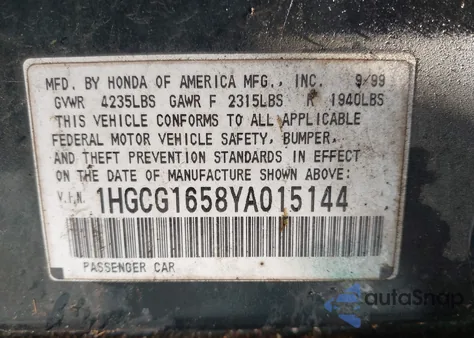 MFD. BY HONDA OF AMERICA MFG., INC. 9/99
GVWR 4235LBS GAWR F 2315LBS R 1940LBS
THIS VEHICLE CONFORMS TO ALL APPLICABLE
FEDERAL MOTOR VEHICLE SAFETY, BUMPER,
AND THEFT PREVENTION STANDARDS IN EFFECT
ON THE DATE OF MANUFACTURE SHOWN ABOVE:
V.I.N. 1HGCG1658YA015144
PASSENGER CAR
autoSnap